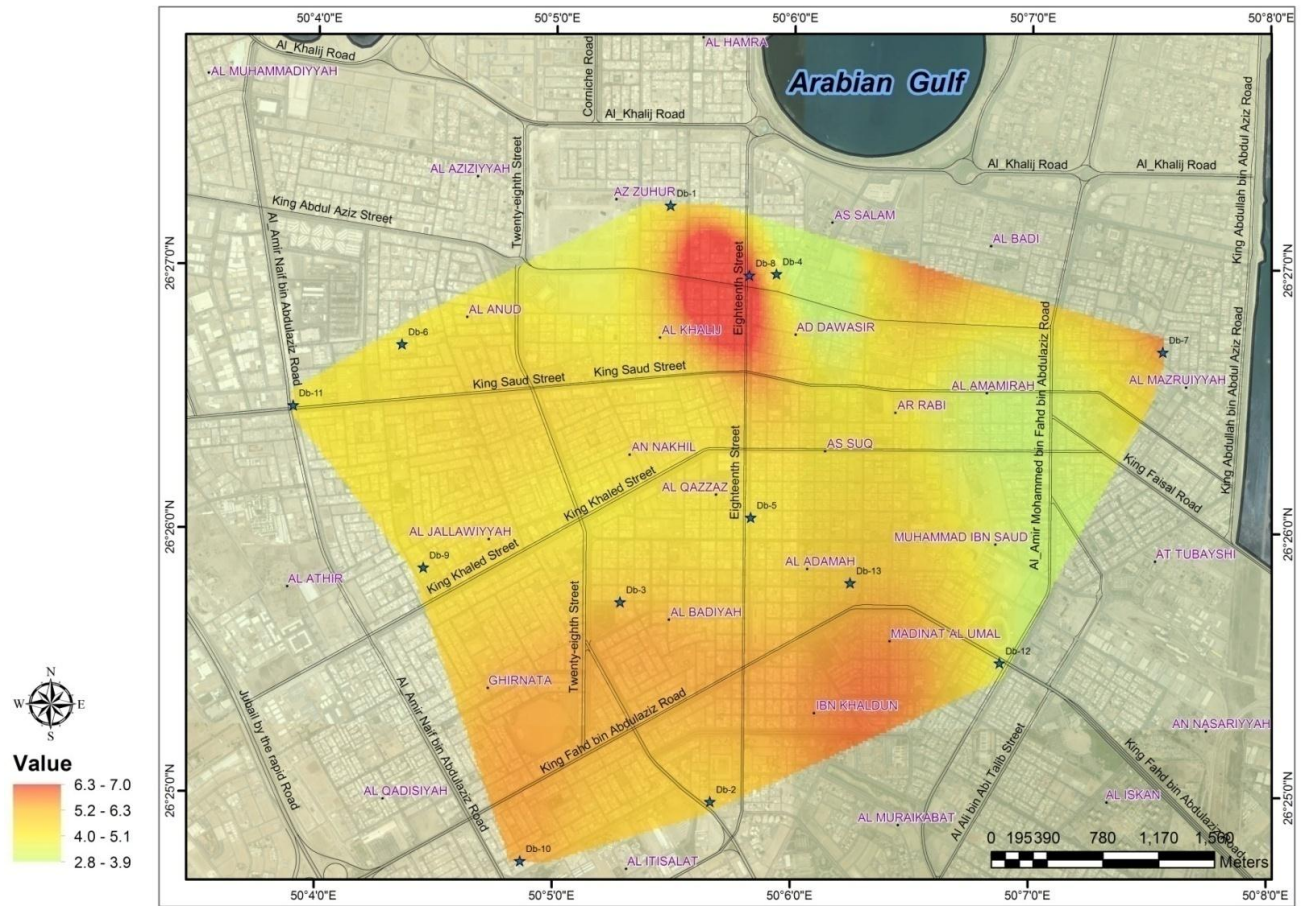 50°4'0"E
50°5'0"E
50°6'0"E
50°7'0"E
50°8'0"E
AL HAMRA
Al_Khalij Road
AL MUHAMMADIYYAH
Corniche Road
Arabian Gulf
Al_Khalij Road
Al_Khalij Road
Al_Khalij Road
AL AZIZIYYAH
Twenty-eighth Street
King Abdullah bin Abdul Aziz Road
AZ ZUHUR
Db-1
King Abdul Aziz Street
AS SALAM
AL BADI
26°27'0"N
26°27'0"N
Al_Amir Naif bin Abdulaziz Road
Eighteenth Street
Db-8
Db-4
AL ANUD
Db-6
AL KHALIJ
AD DAWASIR
Al_Amir Mohammed bin Fahd Abdulaziz Road
Db-7
King Abdullah bin Abdul Aziz Road
King Saud Street
King Saud Street
AL AMAMIRAH
AL MAZRUIYYAH
Db-11
AR RABI
AN NAKHIL
AS SUQ
King Khaled Street
King Faisal Road
AL QAZZAZ
Eighteenth Street
Db-5
26°26'0"N
26°26'0"N
AL JALLAWIYYAH
MUHAMMAD IBN SAUD
AT TUBAYSHI
Db-9
King Khaled Street
AL ADAMAH
Db-13
AL ATHIR
Db-3
AL BADIYAH
MADINAT AL UMAL
Db-12
Twenty-eighth Street
GHIRNATA
IBN KHALDUN
AN NASARIYYAH
N
W
E
S
Jubail by the rapid Road
Al_Amir Naif bin Abdulaziz Road
King Fahd bin Abdulaziz Road
Al Ali bin Abi Talib Street
King Fahd bin Abdulaziz Road
Value
6.3 - 7.0
5.2 - 6.3
4.0 - 5.1
2.8 - 3.9
26°25'0"N
26°25'0"N
AL QADISIYAH
Db-2
AL MURAIKABAT
AL ISKAN
0 195 390 780 1,170 1,560
Meters
Db-10
AL ITISALAT
50°4'0"E
50°5'0"E
50°6'0"E
50°7'0"E
50°8'0"E